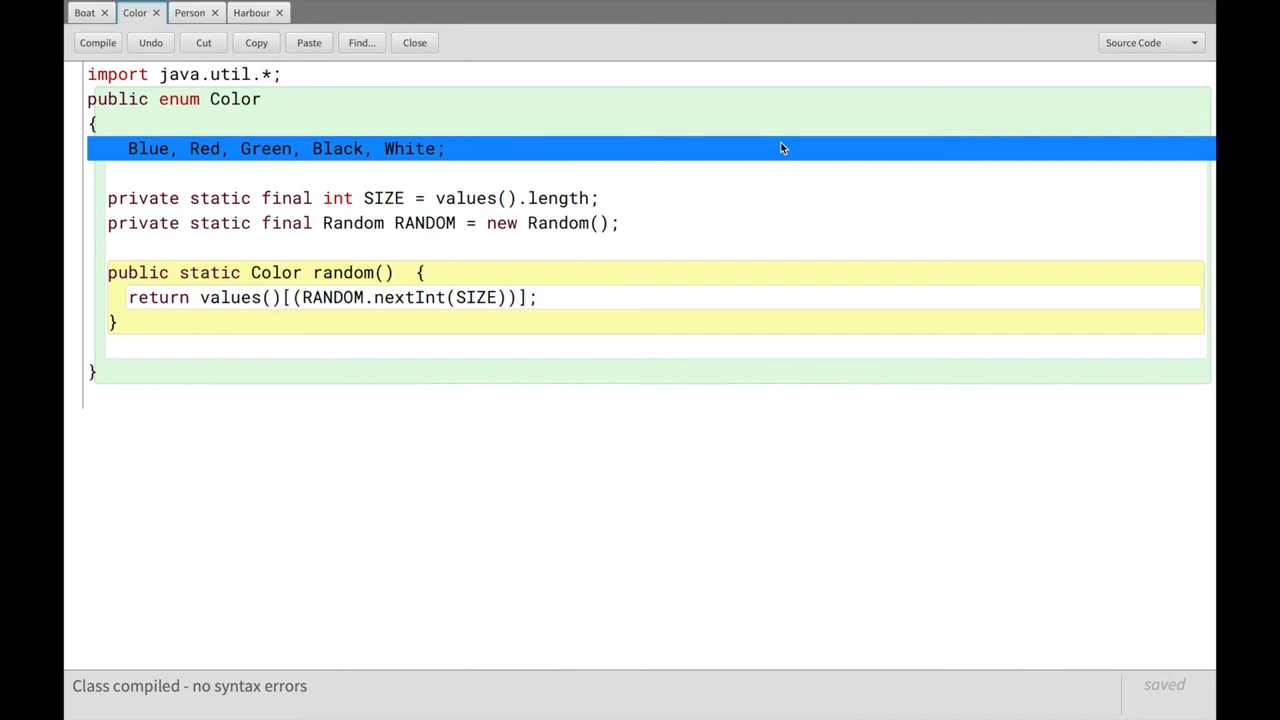 Boat × Color × Person × Harbour ×
Compile Undo Cut Copy Paste Find... Close Source Code
import java.util.*;
public enum Color
{
Blue, Red, Green, Black, White;
private static final int SIZE = values().length;
private static final Random RANDOM = new Random();
public static Color random()  {
return values()[(RANDOM.nextInt(SIZE))];
}
}
Class compiled - no syntax errors
saved